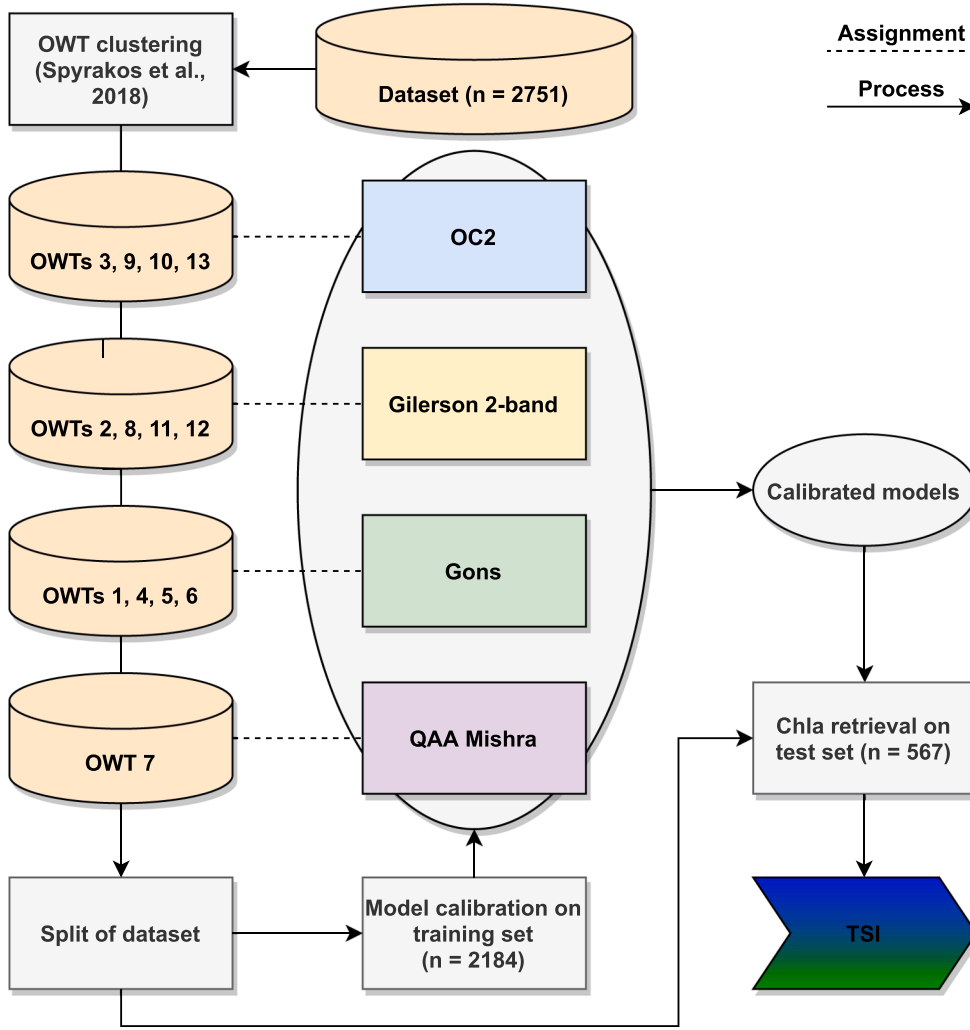 OWT clustering
(Spyrakos et al.,
2018)
Dataset (n = 2751)
Assignment
Process
OWTs 3, 9, 10, 13
OC2
OWTs 2, 8, 11, 12
Gilerson 2-band
Calibrated models
OWTs 1, 4, 5, 6
Gons
OWT 7
QAA Mishra
Chla retrieval on
test set (n = 567)
Split of dataset
Model calibration on
training set
(n = 2184)
TSI